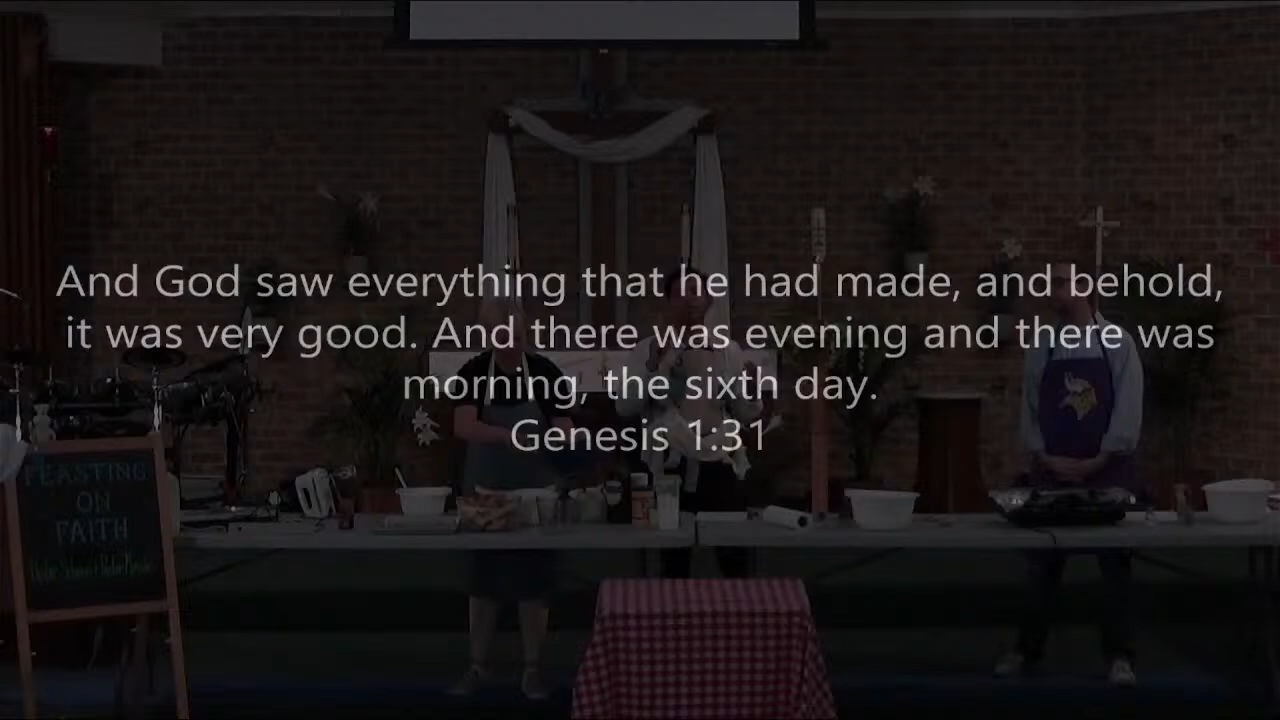 And God saw everything that he had made, and behold,
it was very good. And there was evening and there was
morning, the sixth day.
Genesis 1:31
FEASTING
ON
FAITH